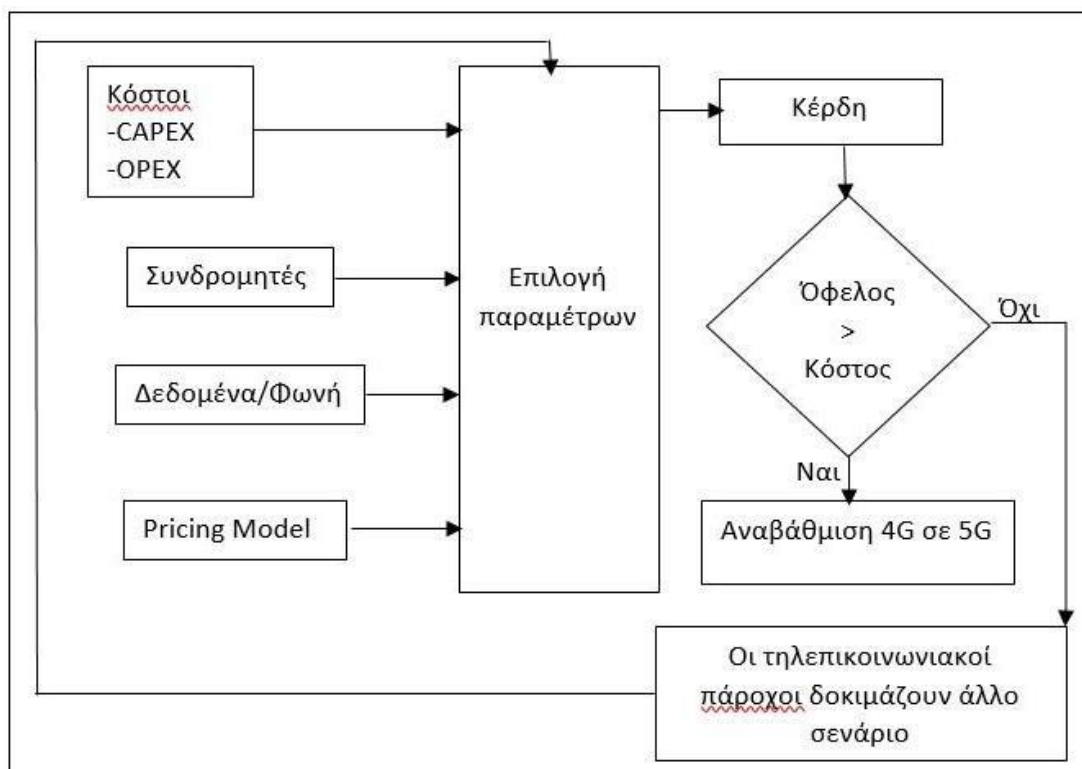 Κόστοι
-CAPEX
-OPEX
Συνδρομητές
Δεδομένα/Φωνή
Pricing Model
Επιλογή
παραμέτρων
Κέρδη
Όφελος
>
Κόστος
Όχι
Ναι
Αναβάθμιση 4G σε 5G
Οι τηλεπικοινωνιακοί
πάροχοι δοκιμάζουν άλλο
σενάριο